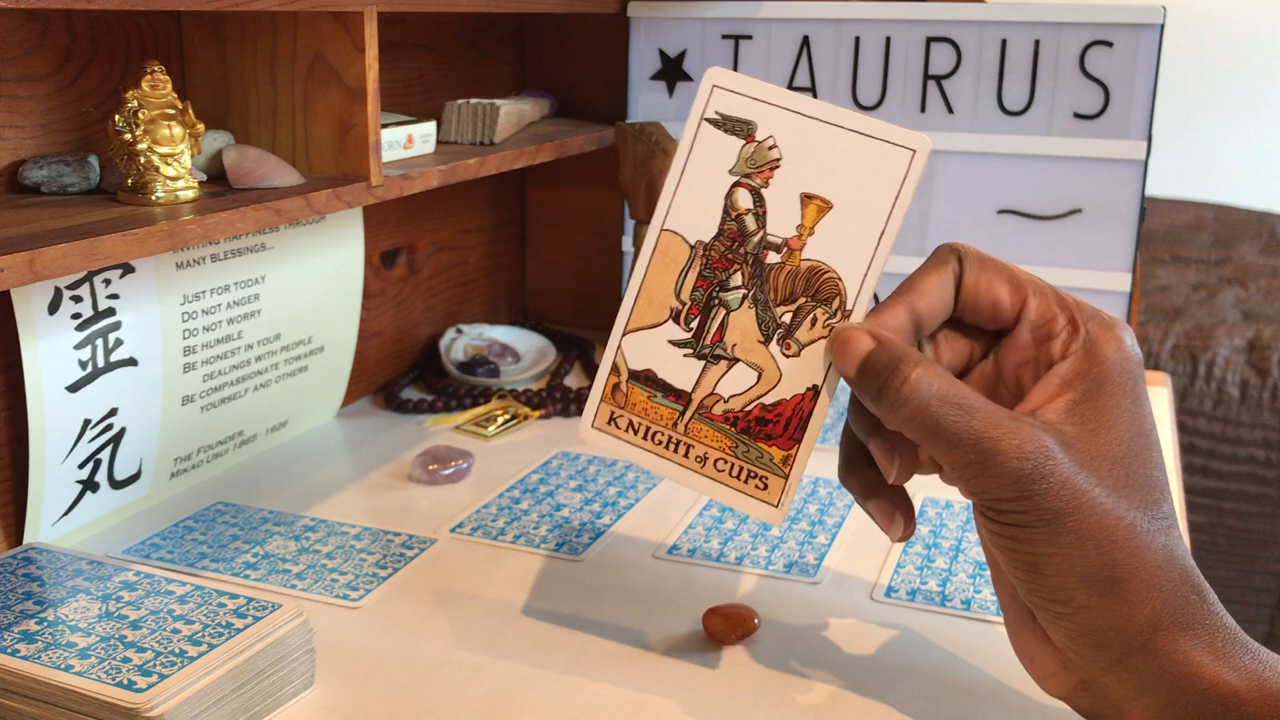 TAURUS
KNIGHT of CUPS
INVITING HAPPINESS THROUGH
MANY BLESSINGS...
JUST FOR TODAY
DO NOT ANGER
DO NOT WORRY
BE HUMBLE
BE HONEST IN YOUR
DEALINGS WITH PEOPLE
BE COMPASSIONATE TOWARDS
YOURSELF AND OTHERS
THE FOUNDER,
MIKAO USUI 1865-1926
霊
気